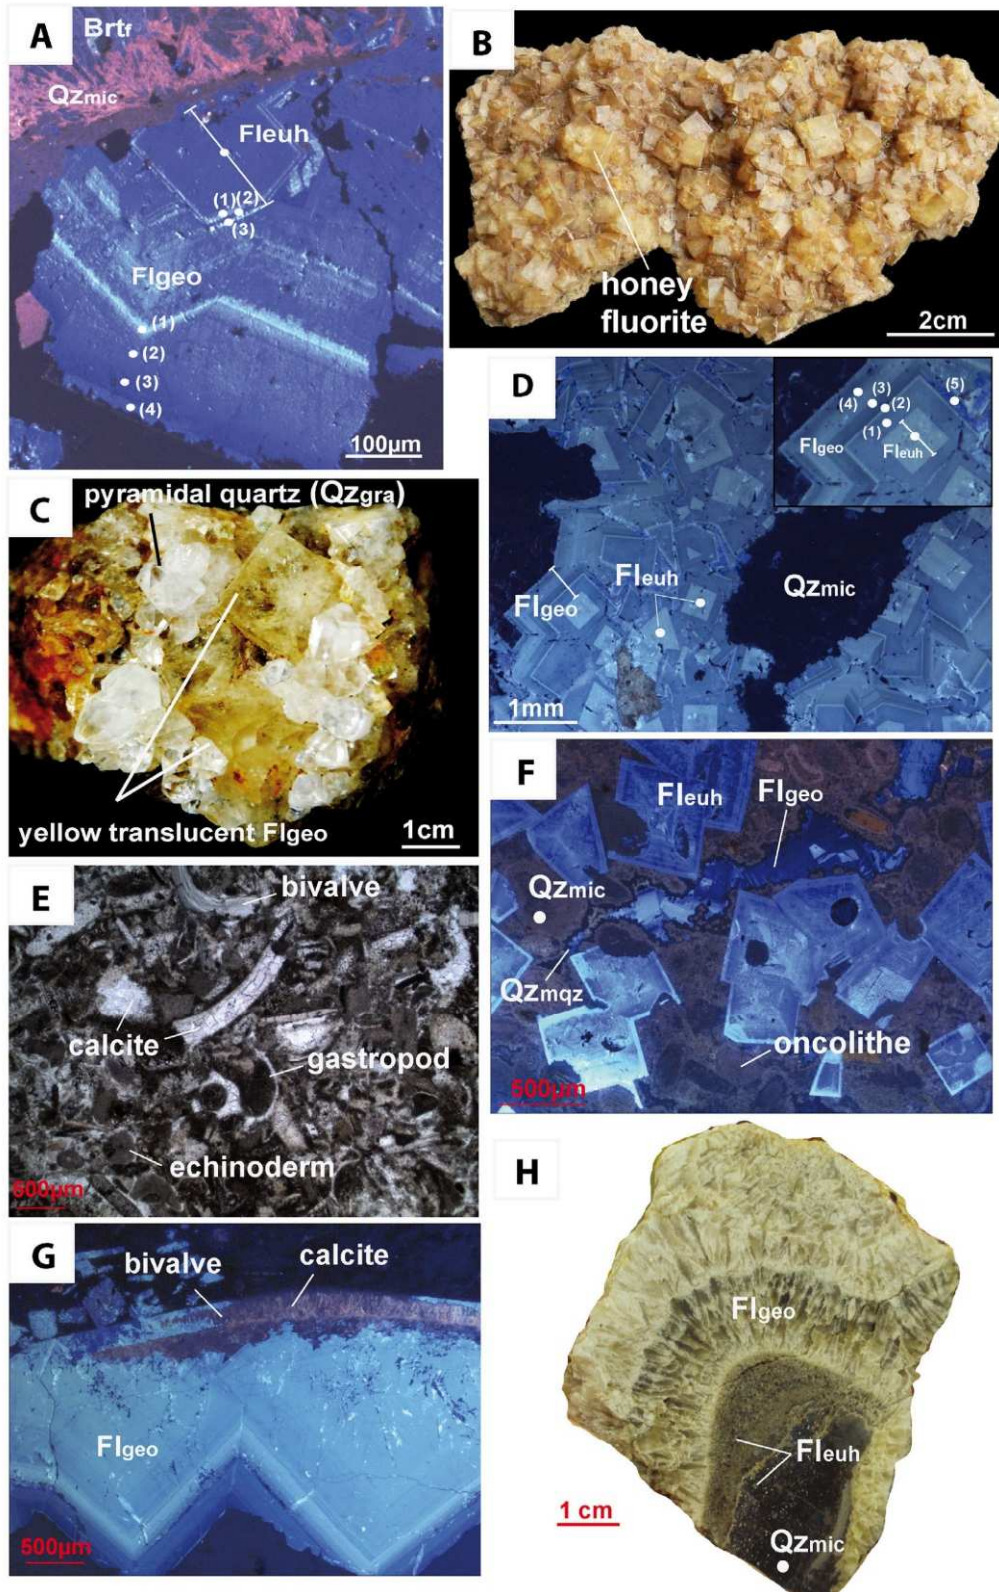 A
Brtf
Qzmic
Fleuh
(1)
(2)
(3)
Flgeo
(1)
(2)
(3)
(4)
100µm
B
honey
fluorite
2cm
C
pyramidal quartz (Qzgra)
yellow translucent Flgeo
1cm
D
(3)
(5)
(4)
(2)
(1)
Flgeo
Fleuh
Fleuh
Flgeo
Qzmic
1mm
E
bivalve
calcite
gastropod
echinoderm
500µm
F
Fleuh
Flgeo
Qzmic
Qzmqz
oncolithe
500µm
G
bivalve
calcite
Flgeo
500µm
H
Flgeo
Fleuh
1 cm
Qzmic